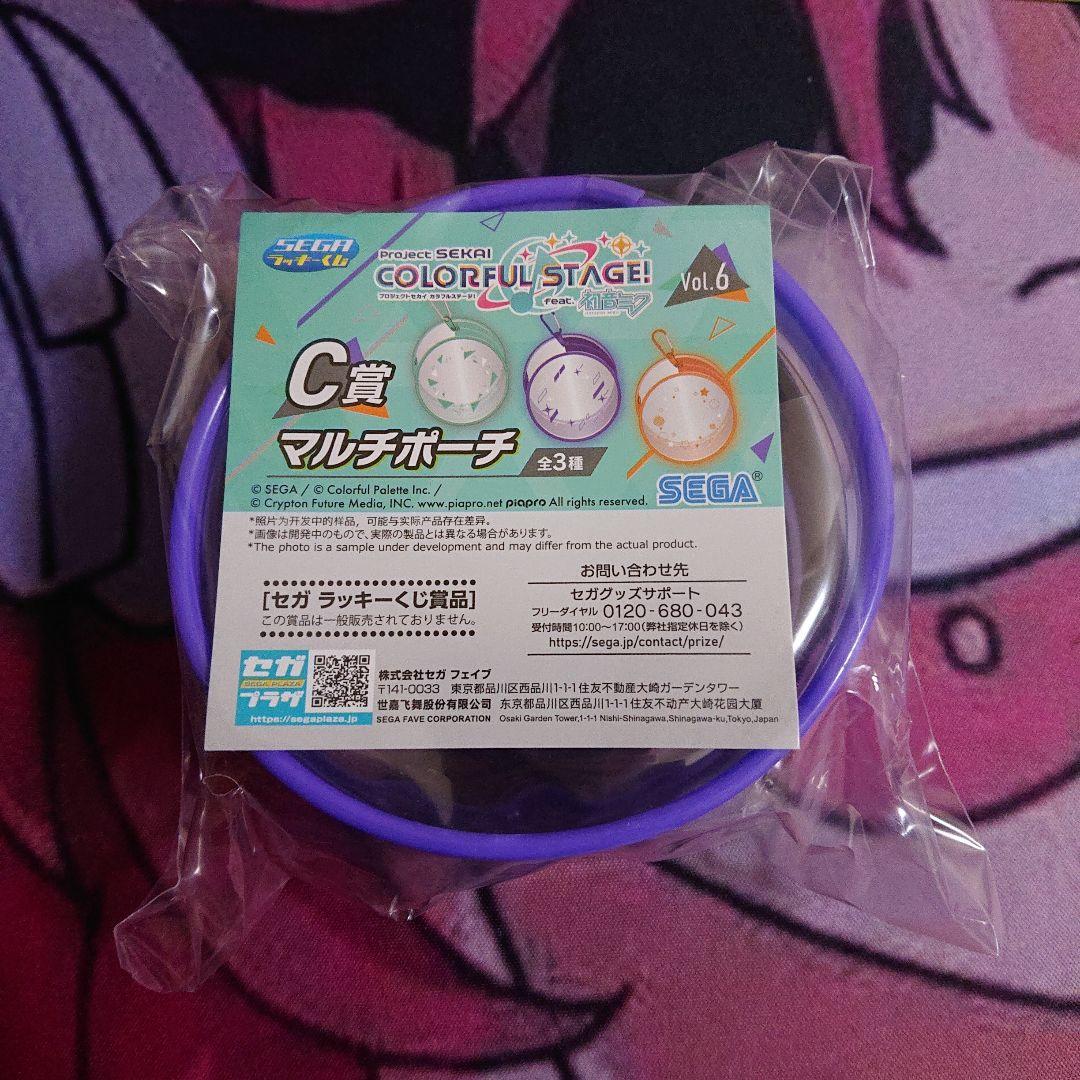 SEGA
ラッキーくじ
Project SEKAI
COLORFUL STAGE!
プロジェクトセカイ カラフルステージ!
feat. 初音ミク
Vol.6
C賞
マルチポーチ
全3種
© SEGA / © Colorful Palette Inc. /
© Crypton Future Media, INC. www.piapro.net piapro All rights reserved.
SEGA®
*照片为开发中的样品，可能与实际产品存在差异。
*画像は開発中のもので、実際の製品とは異なる場合があります。
*The photo is a sample under development and may differ from the actual product.
[セガ ラッキーくじ賞品]
この賞品は一般販売されておりません。
お問い合わせ先
セガグッズサポート
フリーダイヤル 0120-680-043
受付時間10:00~17:00(弊社指定休日を除く)
https://sega.jp/contact/prize/
セガ
SEGA PLAZA
プラザ
https://segaplaza.jp
株式会社セガ フェイブ
〒141-0033 東京都品川区西品川1-1-1住友不動産大崎ガーデンタワー
世嘉飞舞股份有限公司 东京都品川区西品川1-1-1住友不动产大崎花园大厦
SEGA FAVE CORPORATION Osaki Garden Tower,1-1-1 Nishi-Shinagawa,Shinagawa-ku,Tokyo,Japan